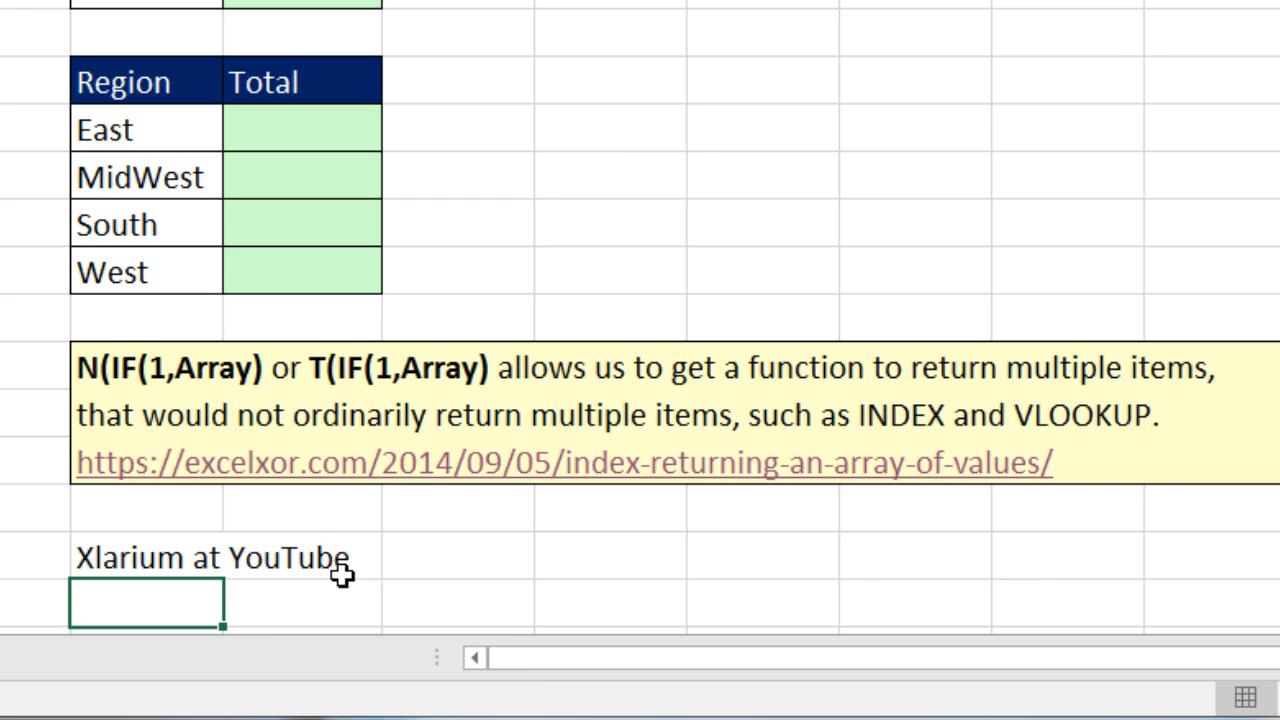 Region Total
East
MidWest
South
West
N(IF(1,Array) or T(IF(1,Array) allows us to get a function to return multiple items,
that would not ordinarily return multiple items, such as INDEX and VLOOKUP.
https://excelxor.com/2014/09/05/index-returning-an-array-of-values/
Xlarium at YouTube